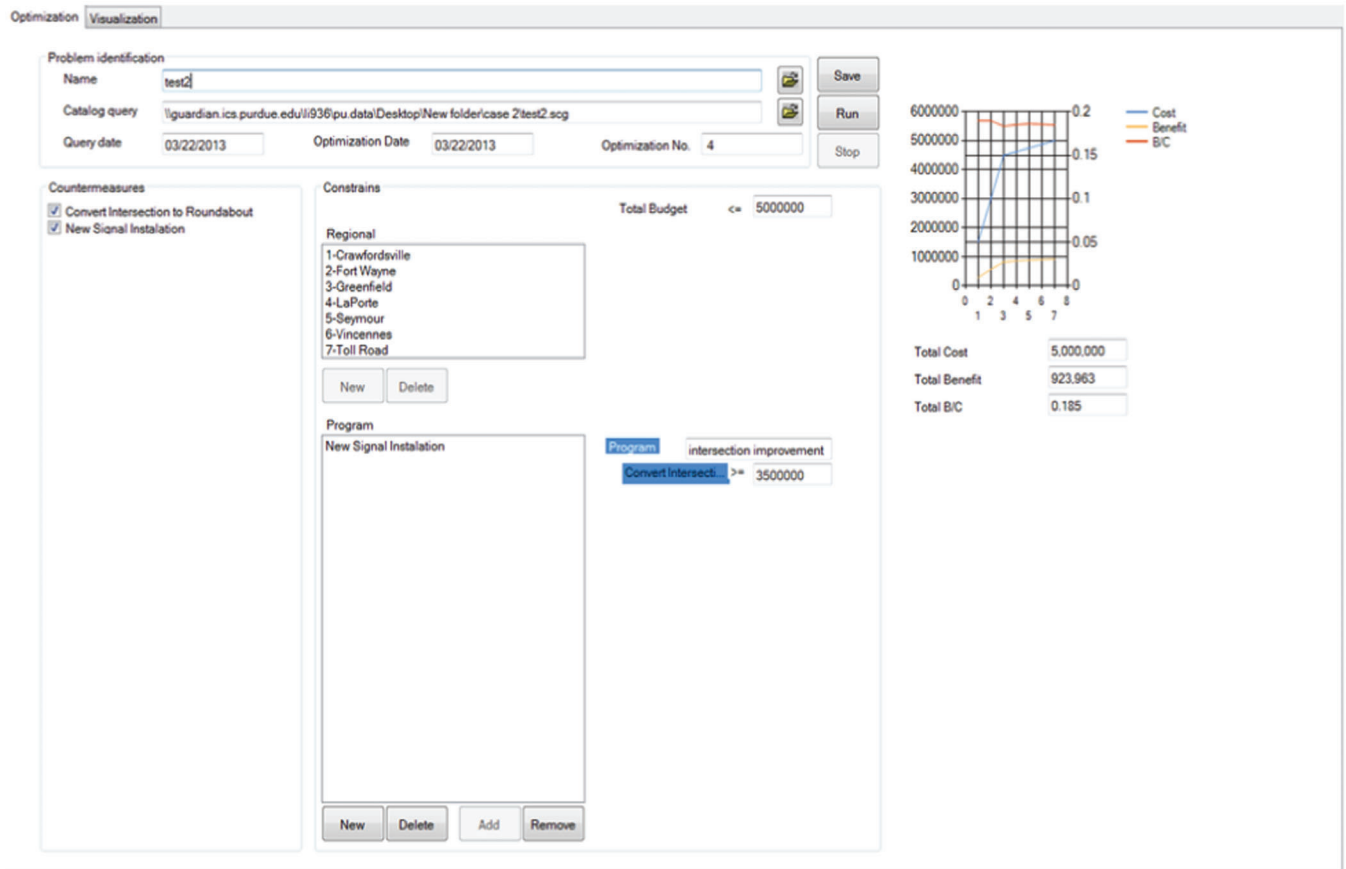 Optimization Visualization
Problem identification
Name test2
Save
Catalog query \\guardian.ics.purdue.edu\li936\pu.data\Desktop\New folder\case 2\test2.scg
Run
Query date 03/22/2013 Optimization Date 03/22/2013 Optimization No. 4
Stop
Countermeasures
Convert Intersection to Roundabout
New Signal Instalation
Constrains
Total Budget <= 5000000
Regional
1-Crawfordsville
2-Fort Wayne
3-Greenfield
4-LaPorte
5-Seymour
6-Vincennes
7-Toll Road
New Delete
Program
New Signal Instalation
Program intersection improvement
Convert Intersecti... >= 3500000
New Delete Add Remove
6000000 0.2
5000000
0.15
4000000
3000000 0.1
2000000
0.05
1000000
0 0
0 2 4 6 8
1 3 5 7
Cost
Benefit
B/C
Total Cost 5,000,000
Total Benefit 923,963
Total B/C 0.185